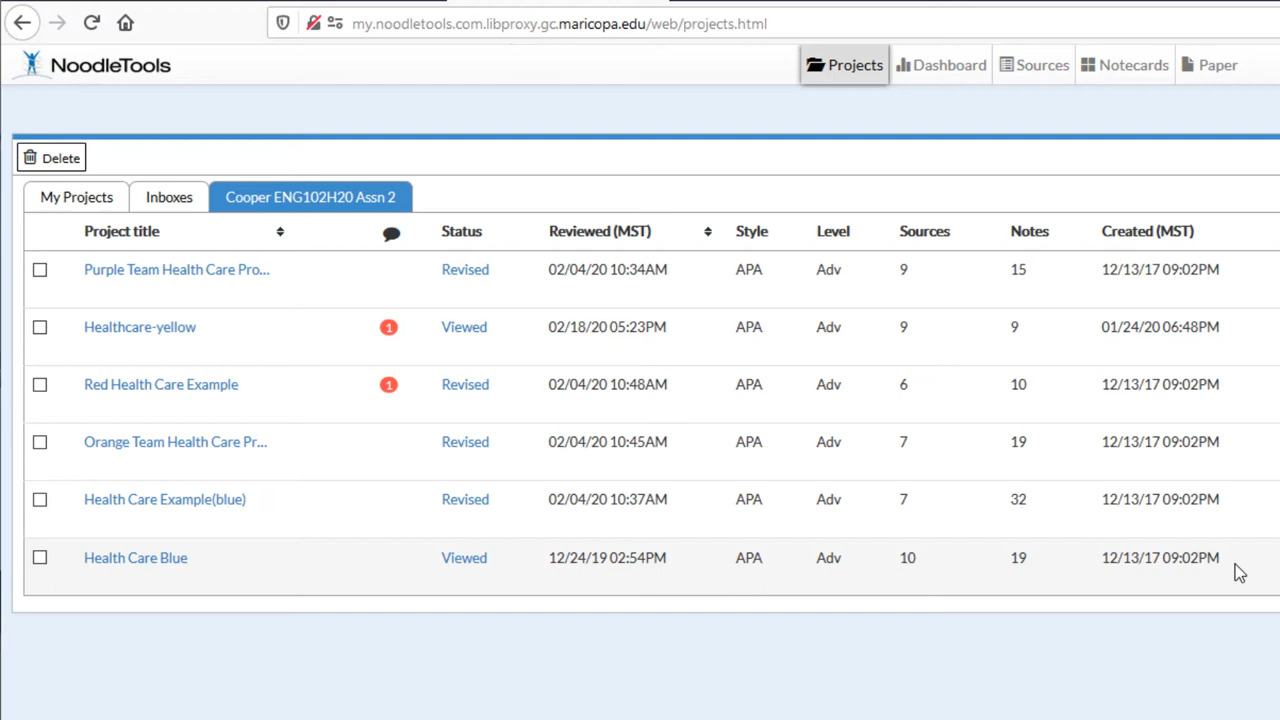 my.noodletools.com.libproxy.gc.maricopa.edu/web/projects.html
NoodleTools Projects Dashboard Sources Notecards Paper
Delete
My Projects Inboxes Cooper ENG102H20 Assn 2
Project title Status Reviewed (MST) Style Level Sources Notes Created (MST)
Purple Team Health Care Pro... Revised 02/04/20 10:34AM APA Adv 9 15 12/13/17 09:02PM
Healthcare-yellow 1 Viewed 02/18/20 05:23PM APA Adv 9 9 01/24/20 06:48PM
Red Health Care Example 1 Revised 02/04/20 10:48AM APA Adv 6 10 12/13/17 09:02PM
Orange Team Health Care Pr... Revised 02/04/20 10:45AM APA Adv 7 19 12/13/17 09:02PM
Health Care Example(blue) Revised 02/04/20 10:37AM APA Adv 7 32 12/13/17 09:02PM
Health Care Blue Viewed 12/24/19 02:54PM APA Adv 10 19 12/13/17 09:02PM